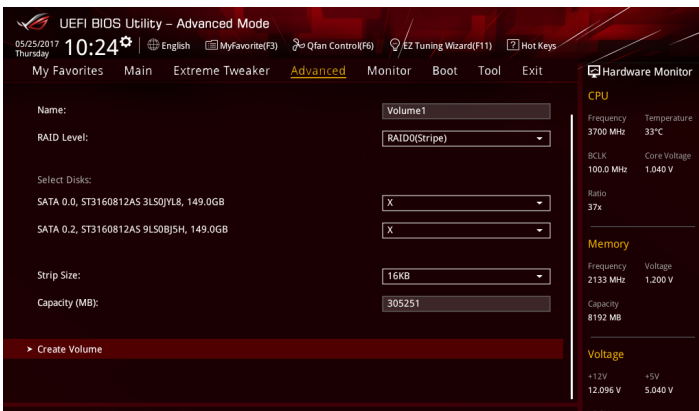 UEFI BIOS Utility – Advanced Mode
05/25/2017 Thursday 10:24 English MyFavorite(F3) Qfan Control(F6) EZ Tuning Wizard(F11) ? Hot Keys
My Favorites Main Extreme Tweaker Advanced Monitor Boot Tool Exit
Name: Volume1
RAID Level: RAID0(Stripe)
Select Disks:
SATA 0.0, ST3160812AS 3LS0JYL8, 149.0GB X
SATA 0.2, ST3160812AS 9LS0BJ5H, 149.0GB X
Strip Size: 16KB
Capacity (MB): 305251
> Create Volume
Hardware Monitor
CPU
Frequency Temperature
3700 MHz 33°C
BCLK Core Voltage
100.0 MHz 1.040 V
Ratio
37x
Memory
Frequency Voltage
2133 MHz 1.200 V
Capacity
8192 MB
Voltage
+12V +5V
12.096 V 5.040 V